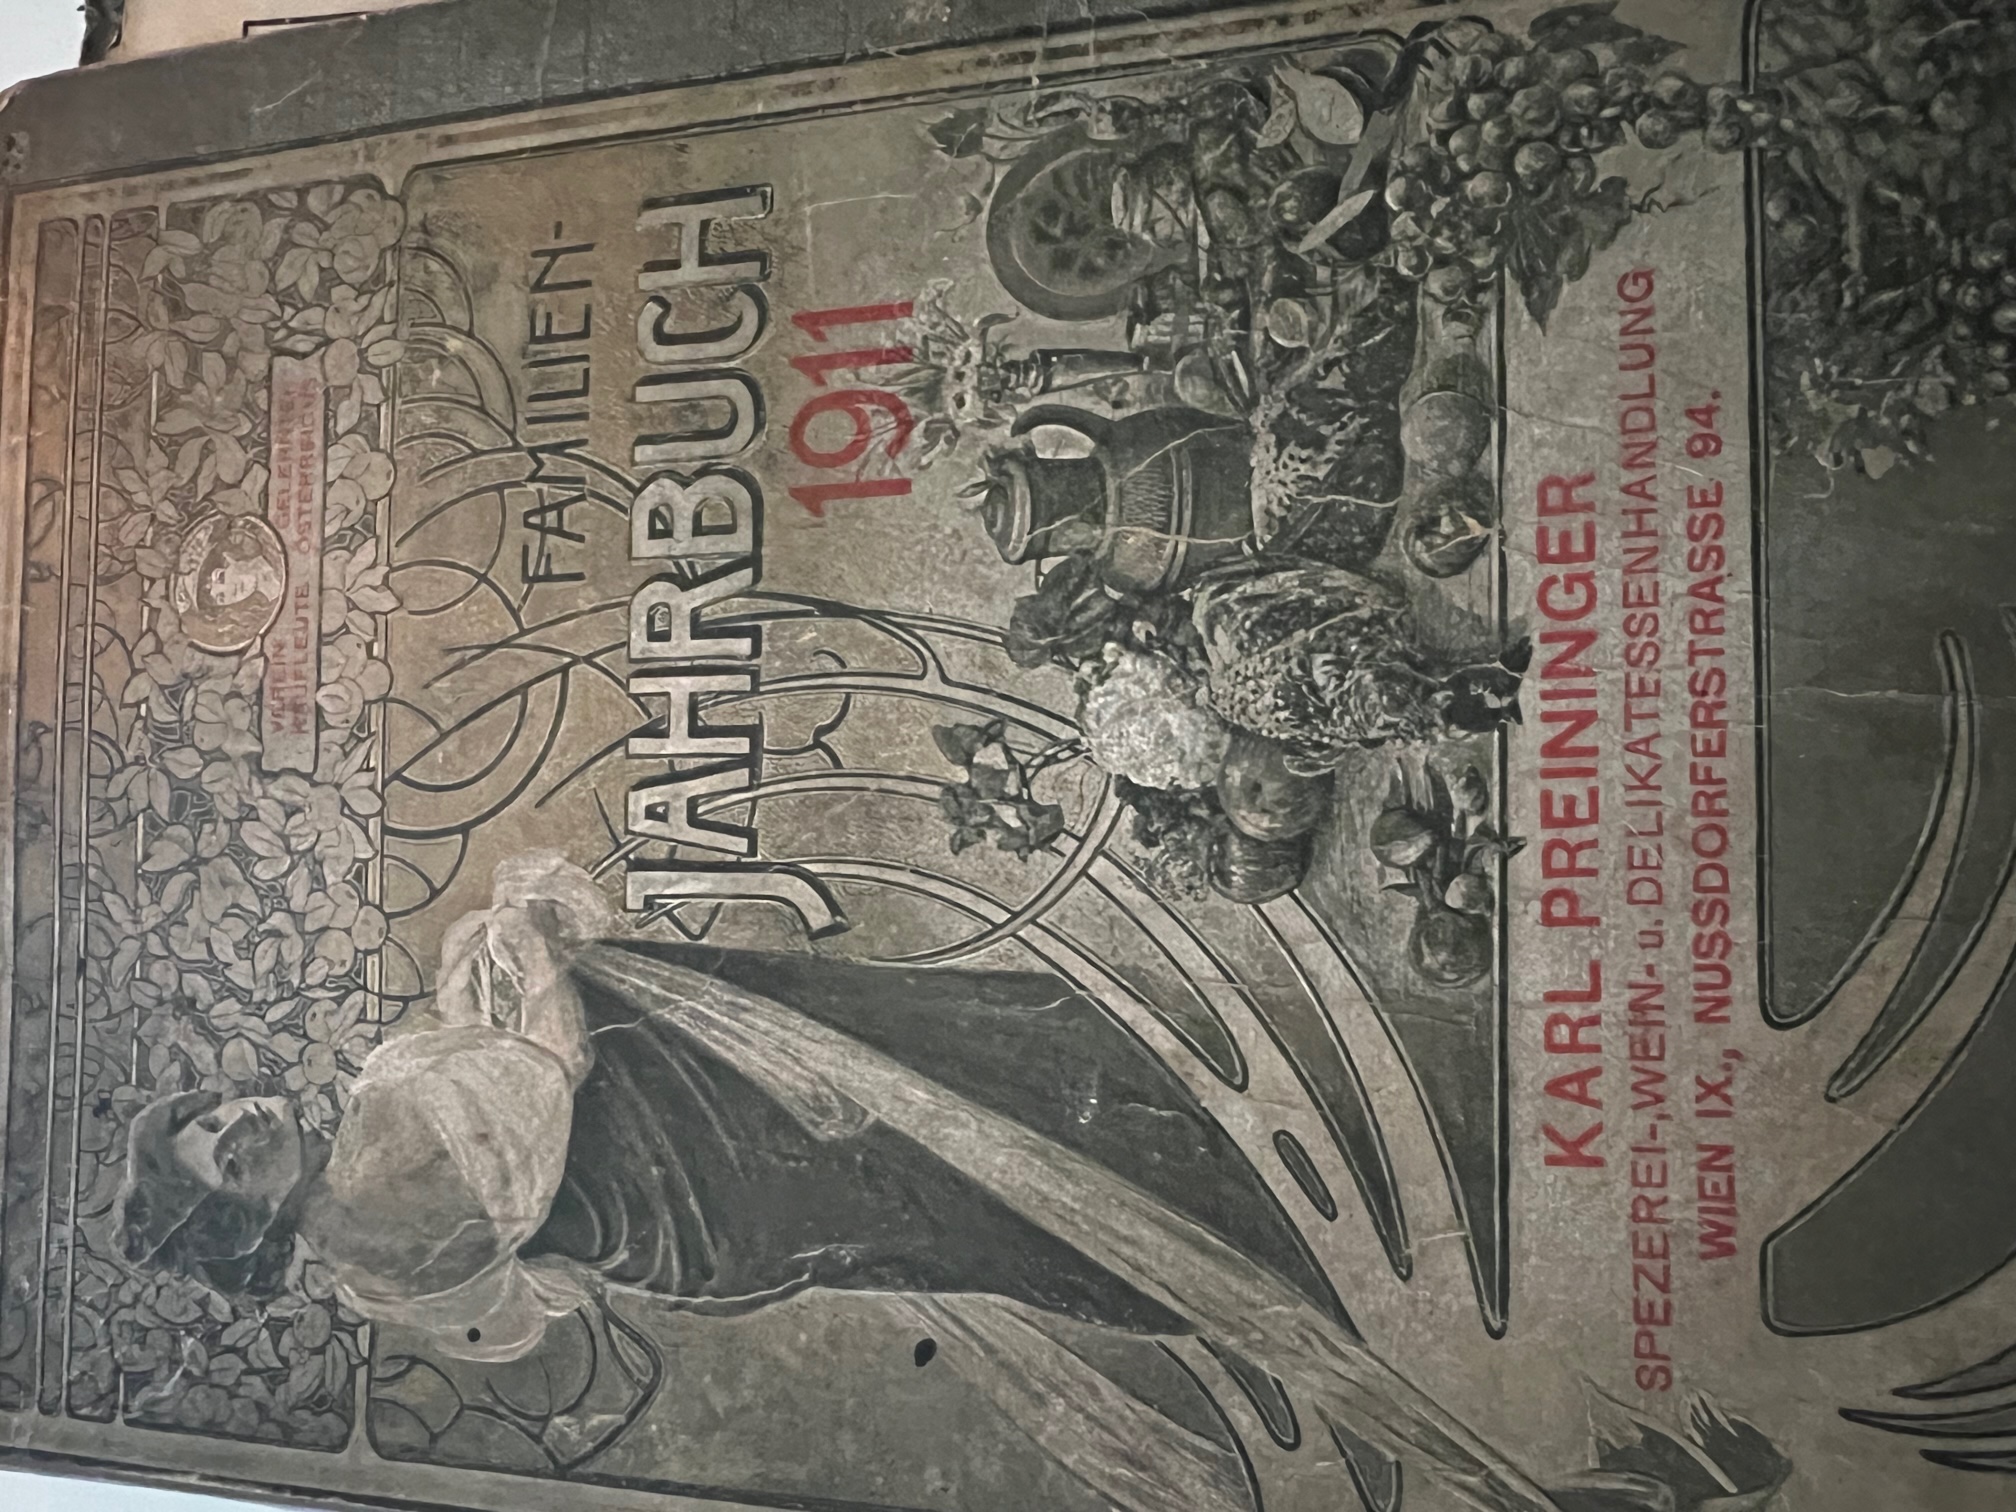 VEREIN GELERNTER
KAUFLEUTE ÖSTERREICHS
FAMILIEN-
JAHRBUCH
1911
KARL PREININGER
SPEZEREI-, WEIN- u. DELIKATESSENHANDLUNG
WIEN IX., NUSSDORFERSTRASSE 94.